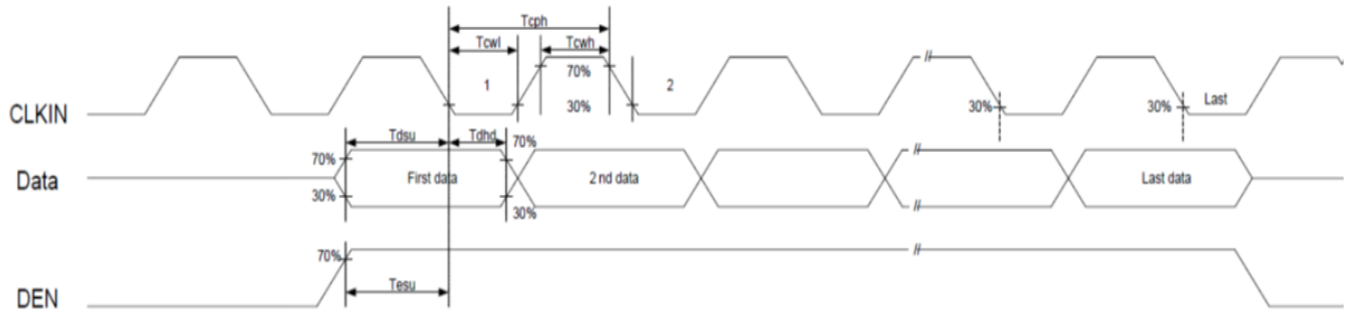 Tcph
Tcwl
Tcwh
1
70%
2
30%
30%
30%
Last
CLKIN
Tdsu
Tdhd
70%
70%
Data
First data
2 nd data
Last data
30%
30%
70%
Tesu
DEN
//
//
//
//